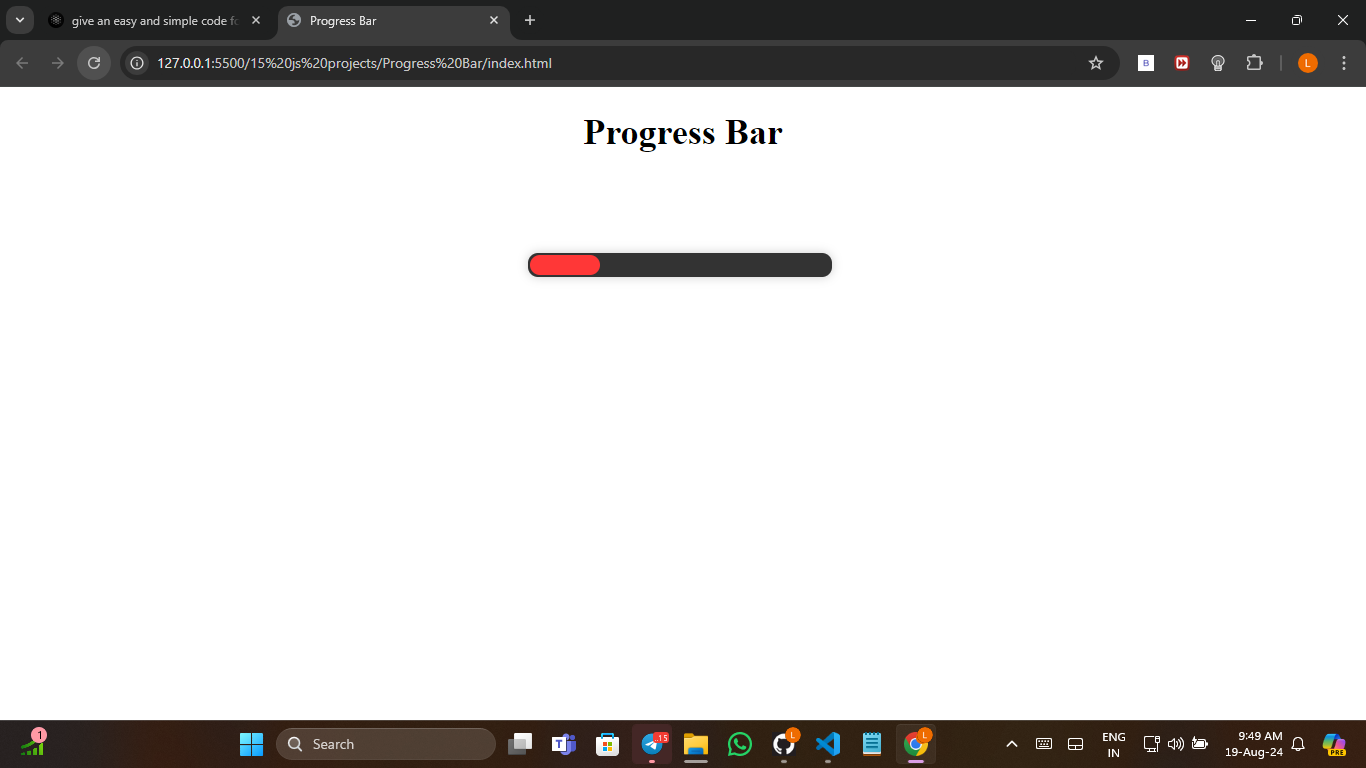 give an easy and simple code fo
Progress Bar
127.0.0.1:5500/15%20js%20projects/Progress%20Bar/index.html
B
L
Progress Bar
1
Search
T
.15
L
L
ENG
IN
9:49 AM
19-Aug-24
PRE